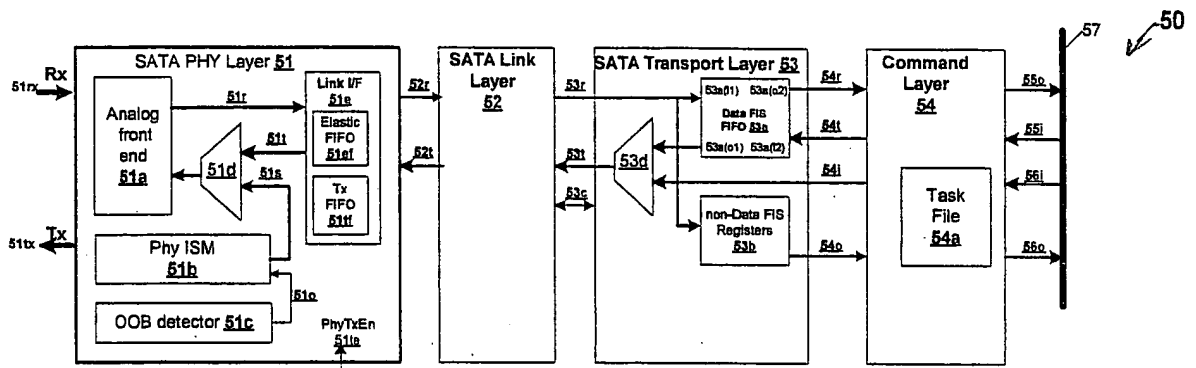 50
57
SATA PHY Layer 51
Rx
51rx
Analog
front
end
51a
51r
Link I/F
51e
Elastic
FIFO
51ef
Tx
FIFO
51tf
51t
51d
51s
Tx
51tx
Phy ISM
51b
51o
OOB detector 51c
PhyTxEn
51te
52r
52t
SATA Link
Layer
52
53r
53t
53c
SATA Transport Layer 53
53a(i1) 53a(o2)
Data FIS
FIFO 53a
53a(o1) 53a(i2)
53d
non-Data FIS
Registers
53b
54r
54t
54i
54o
Command
Layer
54
Task
File
54a
55o
55i
56i
56o